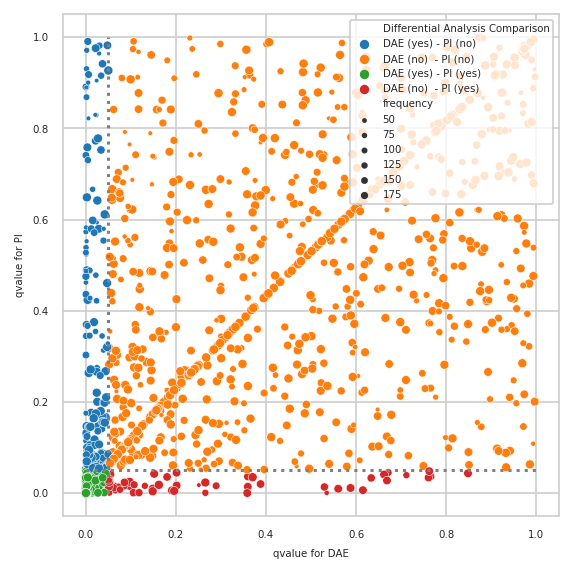 Differential Analysis Comparison
DAE (yes) - PI (no)
DAE (no) - PI (no)
DAE (yes) - PI (yes)
DAE (no)  - PI (yes)
frequency
50
75
100
125
150
175
1.0
0.8
0.6
0.4
0.2
0.0
qvalue for PI
0.0
0.2
0.4
0.6
0.8
1.0
qvalue for DAE